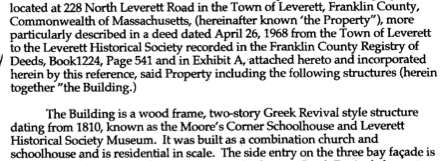 located at 228 North Leverett Road in the Town of Leverett, Franklin County,
Commonwealth of Massachusetts, (hereinafter known ‘the Property”), more
particularly described in a deed dated April 26, 1968 from the Town of Leverett
to the Leverett Historical Society recorded in the Franklin County Registry of
Deeds, Book1224, Page 541 and in Exhibit A, attached hereto and incorporated
herein by this reference, said Property including the following structures (herein
together “the Building.)
The Building is a wood frame, two-story Greek Revival style structure
dating from 1810, known as the Moore's Corner Schoolhouse and Leverett
Historical Society Museum. It was built as a combination church and
schoolhouse and is residential in scale. The side entry on the three bay façade is